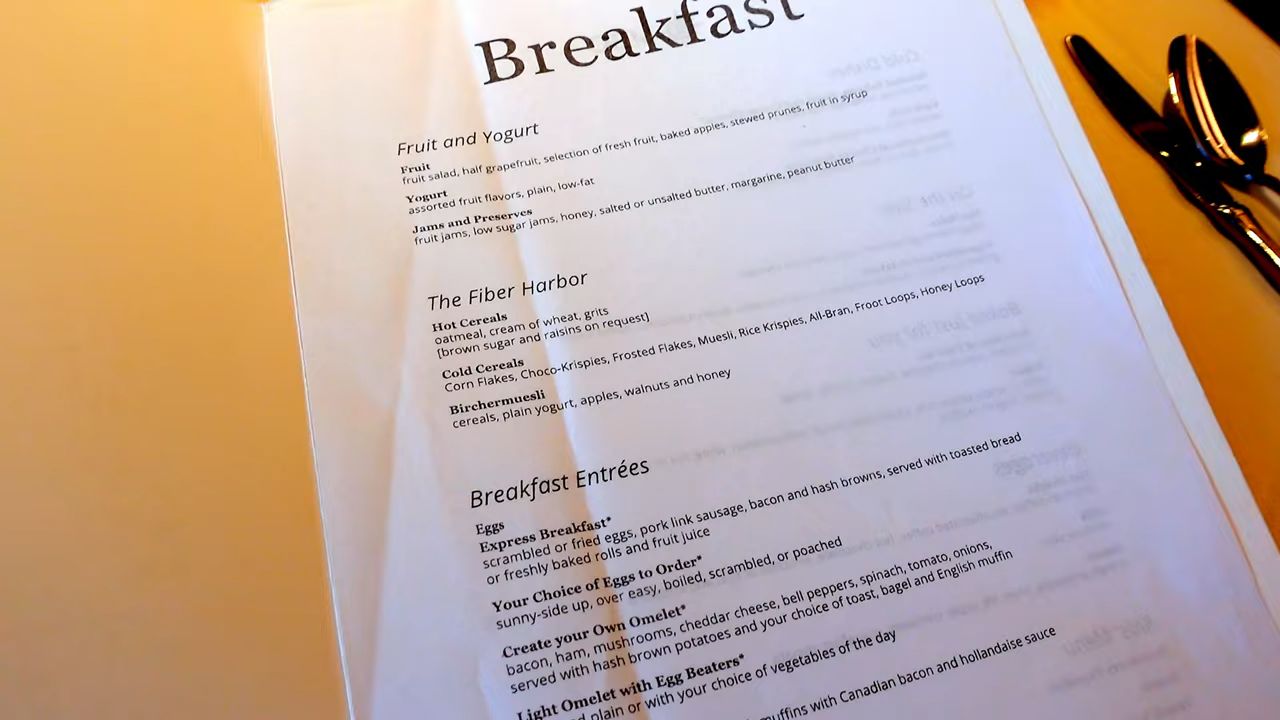 Breakfast
Fruit and Yogurt
Fruit
fruit salad, half grapefruit, selection of fresh fruit, baked apples, stewed prunes, fruit in syrup
Yogurt
assorted fruit flavors, plain, low-fat
Jams and Preserves
fruit jams, low sugar jams, honey, salted or unsalted butter, margarine, peanut butter
The Fiber Harbor
Hot Cereals
oatmeal, cream of wheat, grits
[brown sugar and raisins on request]
Cold Cereals
Corn Flakes, Choco-Krispies, Frosted Flakes, Muesli, Rice Krispies, All-Bran, Froot Loops, Honey Loops
Birchermuesli
cereals, plain yogurt, apples, walnuts and honey
Breakfast Entrées
Eggs
Express Breakfast*
scrambled or fried eggs, pork link sausage, bacon and hash browns, served with toasted bread
or freshly baked rolls and fruit juice
Your Choice of Eggs to Order*
sunny-side up, over easy, boiled, scrambled, or poached
Create your Own Omelet*
bacon, ham, mushrooms, cheddar cheese, bell peppers, spinach, tomato, onions,
served with hash brown potatoes and your choice of toast, bagel and English muffin
Light Omelet with Egg Beaters*
plain or with your choice of vegetables of the day
muffins with Canadian bacon and hollandaise sauce